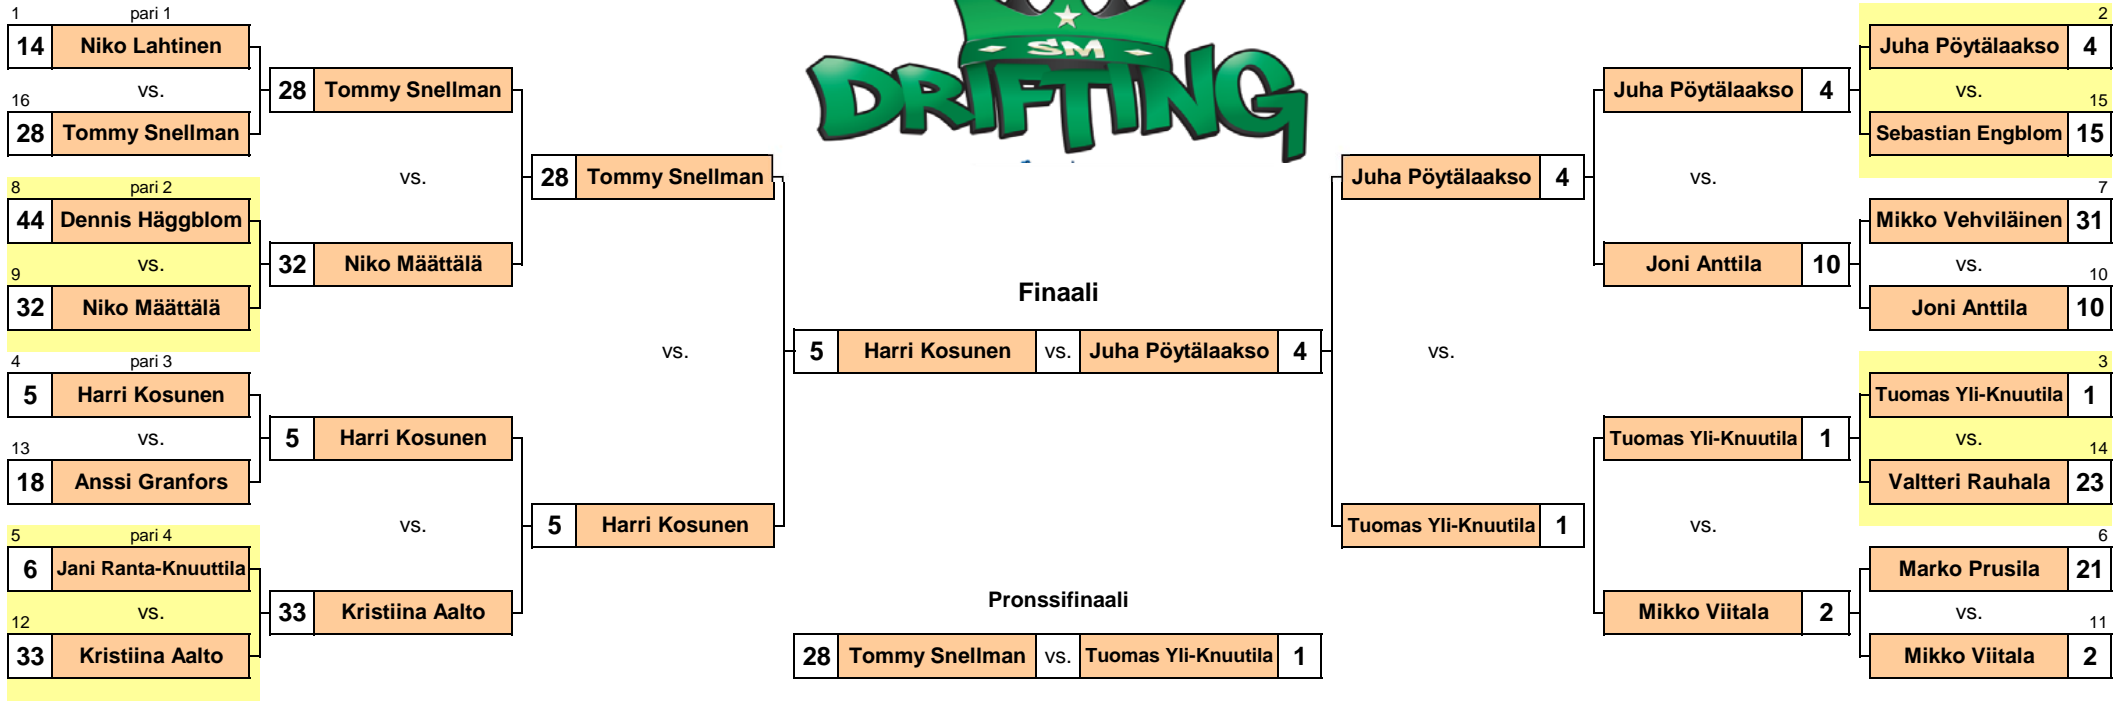 SM
DRIFTING
1 pari 1
14 Niko Lahtinen
vs.
16
28 Tommy Snellman
8 pari 2
44 Dennis Häggblom
vs.
9
32 Niko Määttälä
4 pari 3
5 Harri Kosunen
vs.
13
18 Anssi Granfors
5 pari 4
6 Jani Ranta-Knuuttila
vs.
12
33 Kristiina Aalto
28 Tommy Snellman
vs.
32 Niko Määttälä
5 Harri Kosunen
vs.
33 Kristiina Aalto
28 Tommy Snellman
vs.
5 Harri Kosunen
Finaali
5 Harri Kosunen vs. Juha Pöytälaakso 4
Pronssifinaali
28 Tommy Snellman vs. Tuomas Yli-Knuutila 1
Juha Pöytälaakso 4
vs.
Tuomas Yli-Knuutila 1
Juha Pöytälaakso 4
vs.
Joni Anttila 10
Tuomas Yli-Knuutila 1
vs.
Mikko Viitala 2
2
Juha Pöytälaakso 4
vs.
15
Sebastian Engblom 15
7
Mikko Vehviläinen 31
vs.
10
Joni Anttila 10
3
Tuomas Yli-Knuutila 1
vs.
14
Valtteri Rauhala 23
6
Marko Prusila 21
vs.
11
Mikko Viitala 2